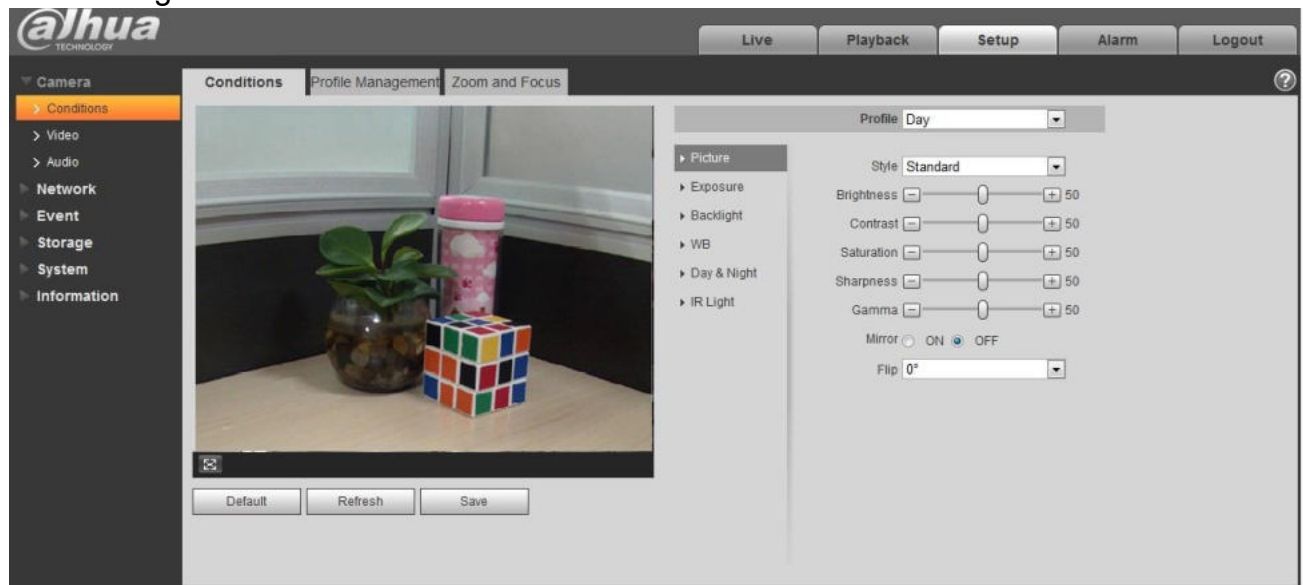 alhua
TECHNOLOGY
Live
Playback
Setup
Alarm
Logout
Camera
Conditions
Video
Audio
Network
Event
Storage
System
Information
Conditions
Profile Management
Zoom and Focus
?
Profile Day
Picture
Exposure
Backlight
WB
Day & Night
IR Light
Style Standard
Brightness - + 50
Contrast - + 50
Saturation - + 50
Sharpness - + 50
Gamma - + 50
Mirror ON OFF
Flip 0°
Default
Refresh
Save